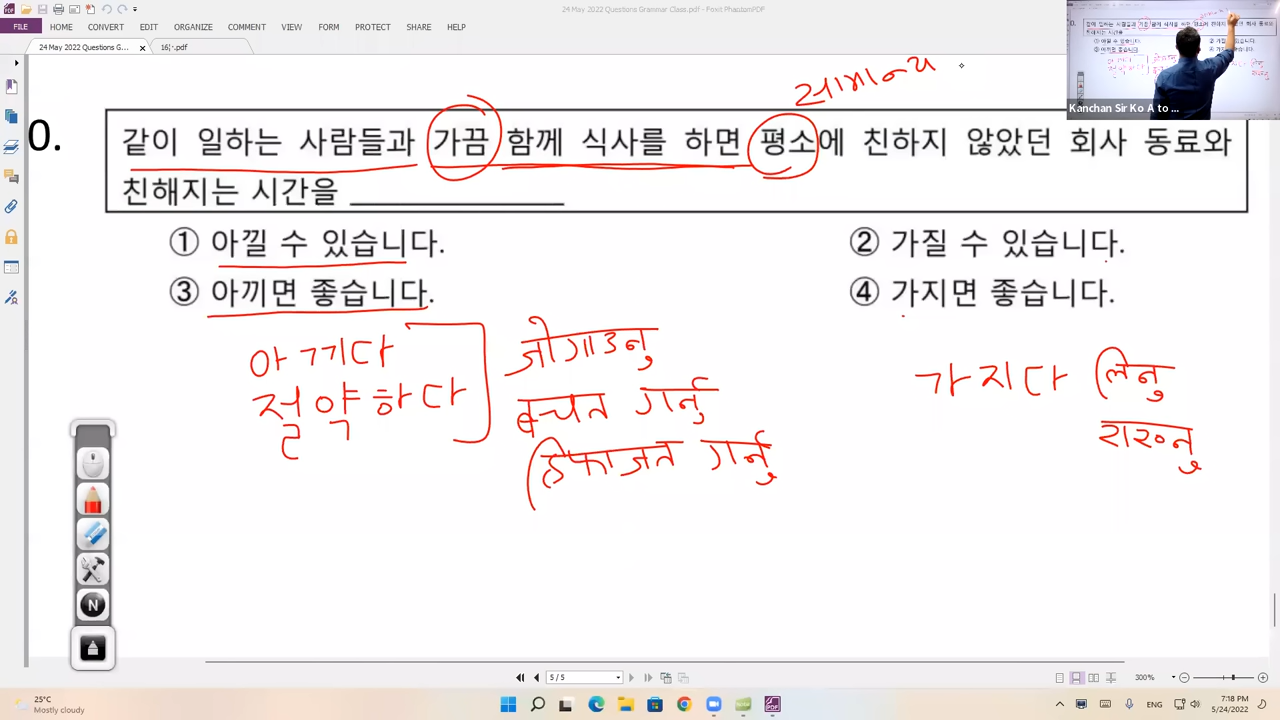 24 May 2022 Questions Grammar Class.pdf - Foxit PhantomPDF
FILE HOME CONVERT EDIT ORGANIZE COMMENT VIEW FORM PROTECT SHARE HELP
24 May 2022 Questions G... 16¦·.pdf
सामान्य
0. 같이 일하는 사람들과 가끔 함께 식사를 하면 평소에 친하지 않았던 회사 동료와
친해지는 시간을
① 아낄 수 있습니다. ② 가질 수 있습니다.
③ 아끼면 좋습니다. ④ 가지면 좋습니다.
아끼다 जोगाउनु 가지다 लिनु
절약하다 बचत गर्नु राख्नु
ㄹ ㄱ हिफाजत गर्नु
Kanchan Sir Ko A to ...
N
5/5 300%
25°C
Mostly cloudy
ENG 7:18 PM
5/24/2022